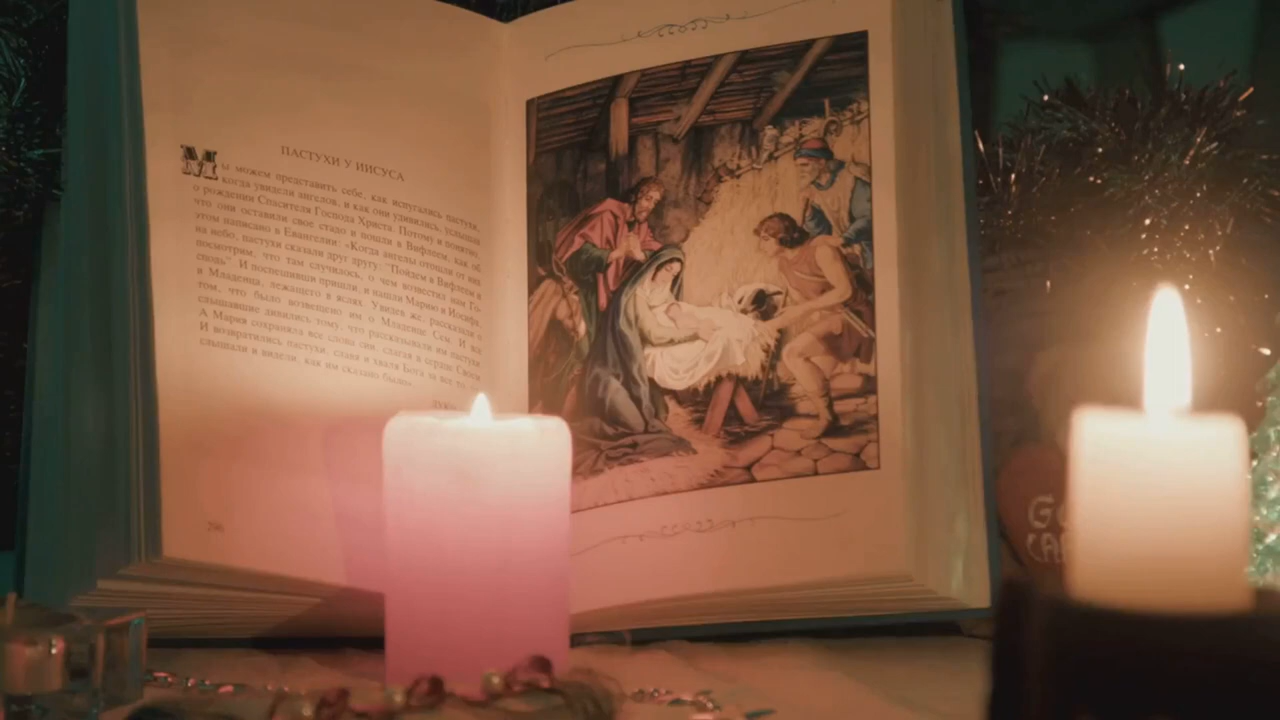 ПАСТУХИ У ИИСУСА
Мы можем представить себе, как испугались пастухи,
когда увидели ангелов, и как они удивились, услышав
о рождении Спасителя Господа Христа. Потому и понятно,
что они оставили свое стадо и пошли в Вифлеем, как об
этом написано в Евангелии: «Когда ангелы отошли от них
на небо, пастухи сказали друг другу: "Пойдем в Вифлеем и
посмотрим, что там случилось, о чем возвестил нам Го-
сподь". И поспешивши пришли, и нашли Марию и Иосифа,
и Младенца, лежащего в яслях. Увидев же, рассказали о
том, что было возвещено им о Младенце Сем. И все
слышавшие дивились тому, что рассказывали им пастухи.
А Мария сохраняла все слова сии, слагая в сердце Своем.
И возвратились пастухи, славя и хваля Бога за все то, что
слышали и видели, как им сказано было».
296